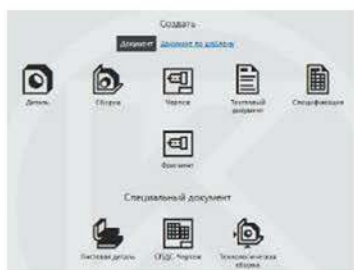 Создать
Документ Документ по шаблону
Деталь Сборка Чертеж Текстовый документ Спецификация
Фрагмент
Специальный документ
Листовая деталь СПДС-Чертеж Технологическая сборка